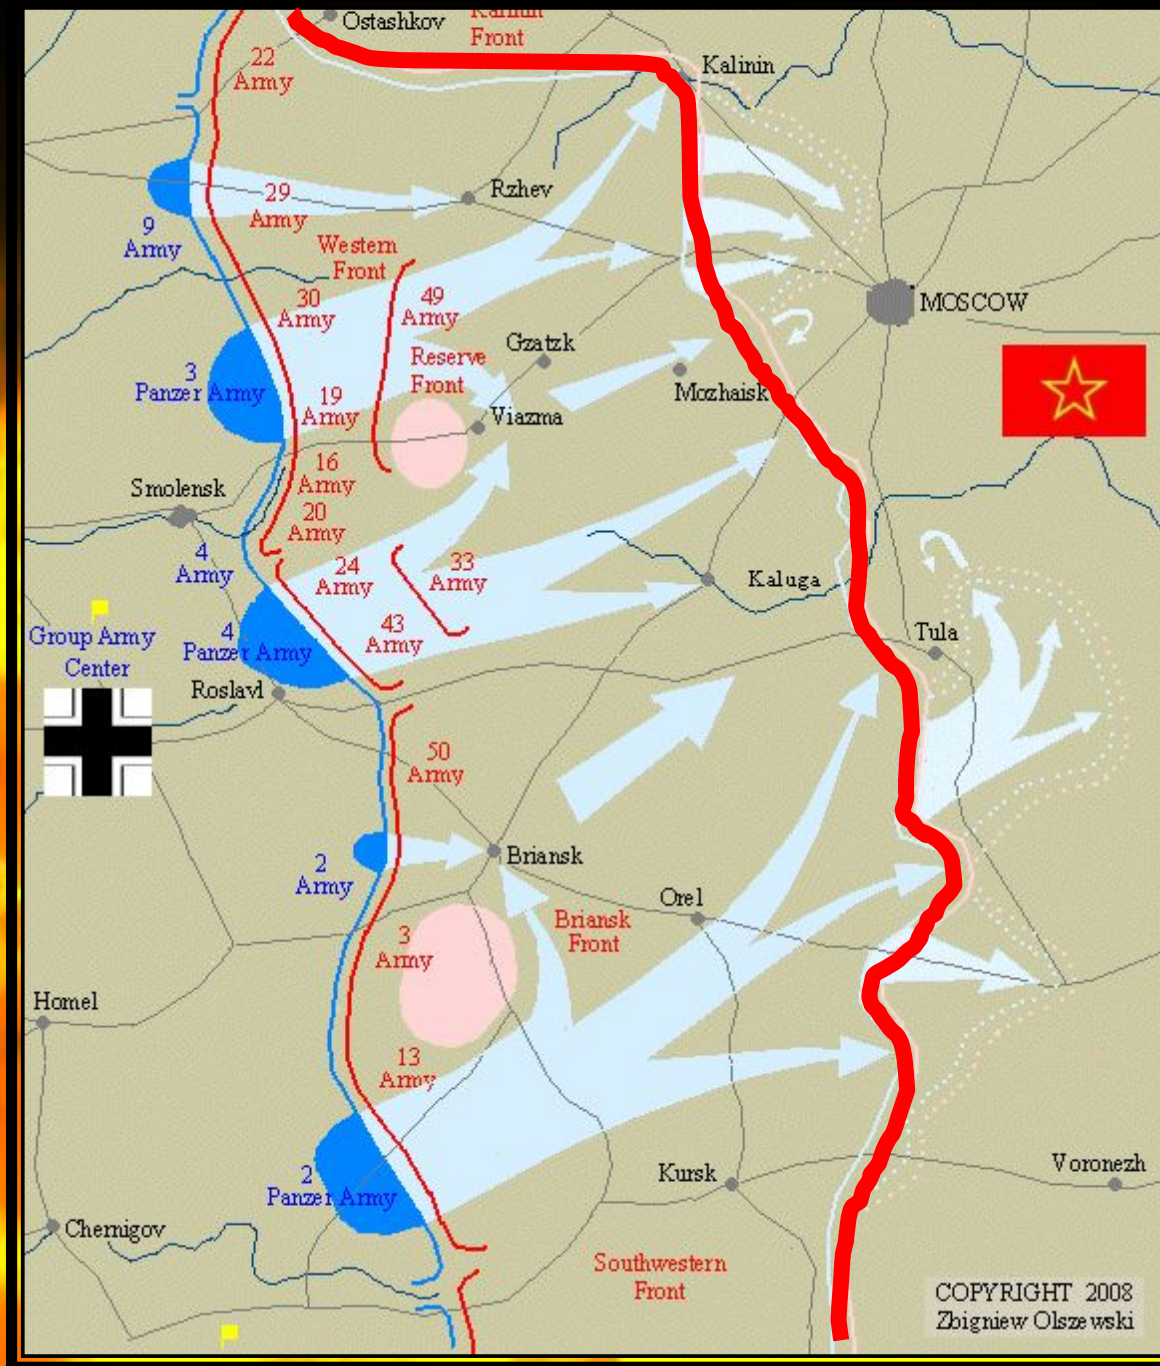 Ostashkov
Kalinin
Front
Kalinin
22
Army
29
Army
Rzhev
9
Army
Western
Front
30
Army
49
Army
MOSCOW
Gzatzk
Reserve
Front
3
Panzer Army
Mozhaisk
19
Army
Viazma
16
Army
Smolensk
20
Army
4
Army
24
Army
33
Army
Kaluga
Group Army
Center
4
Panzer Army
43
Army
Tula
Roslavl
50
Army
2
Army
Briansk
Orel
Briansk
Front
3
Army
Homel
13
Army
2
Panzer Army
Kursk
Voronezh
Chernigov
Southwestern
Front
COPYRIGHT 2008
Zbigniew Olszewski